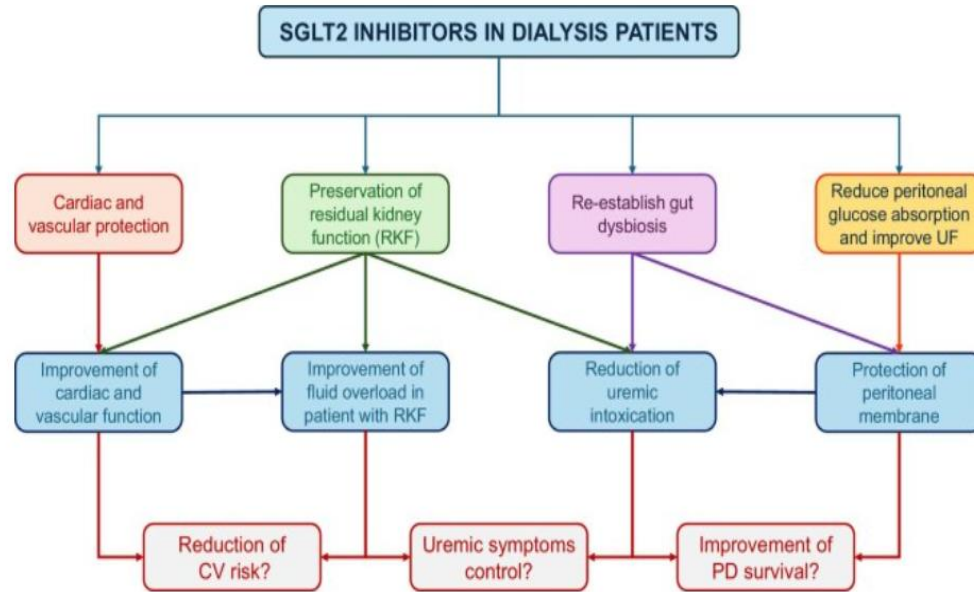 SGLT2 INHIBITORS IN DIALYSIS PATIENTS
Cardiac and
vascular protection
Preservation of
residual kidney
function (RKF)
Re-establish gut
dysbiosis
Reduce peritoneal
glucose absorption
and improve UF
Improvement of
cardiac and
vascular function
Improvement of
fluid overload in
patient with RKF
Reduction of
uremic
intoxication
Protection of
peritoneal
membrane
Reduction of
CV risk?
Uremic symptoms
control?
Improvement of
PD survival?